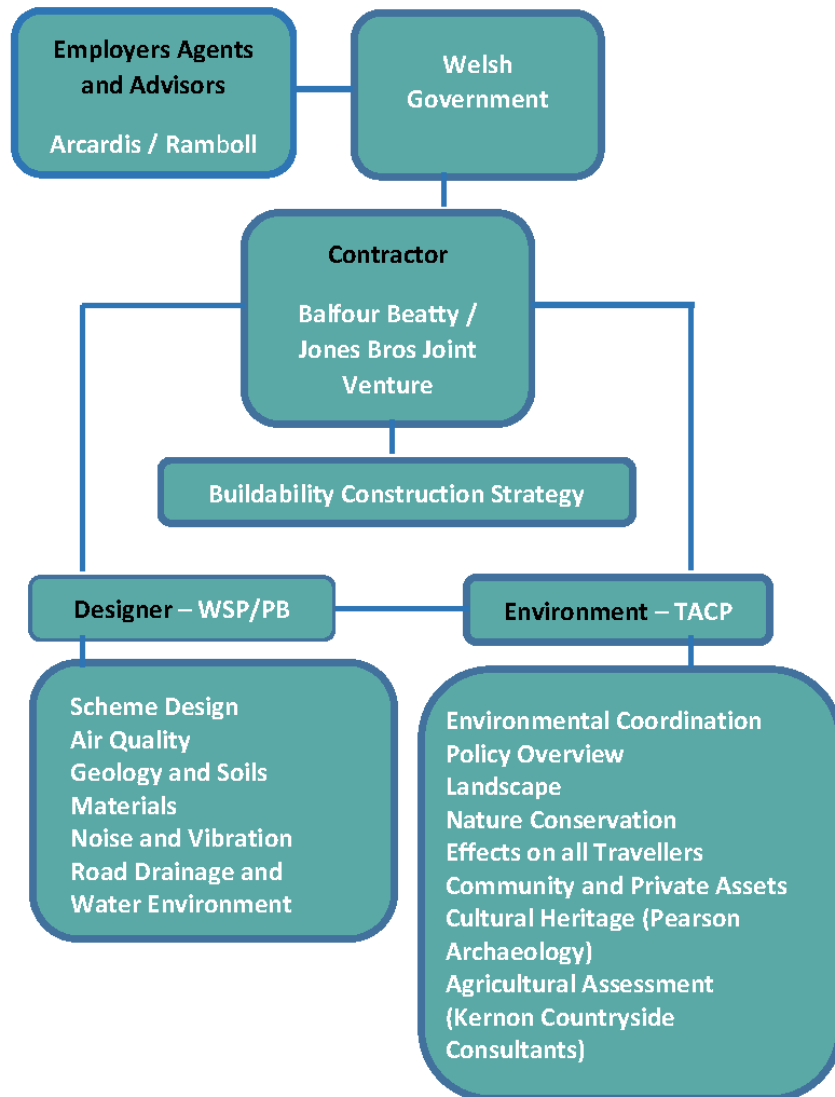 Employers Agents
and Advisors
Arcardis / Ramboll
Welsh
Government
Contractor
Balfour Beatty /
Jones Bros Joint
Venture
Buildability Construction Strategy
Designer – WSP/PB
Environment – TACP
Scheme Design
Air Quality
Geology and Soils
Materials
Noise and Vibration
Road Drainage and
Water Environment
Environmental Coordination
Policy Overview
Landscape
Nature Conservation
Effects on all Travellers
Community and Private Assets
Cultural Heritage (Pearson
Archaeology)
Agricultural Assessment
(Kernon Countryside
Consultants)